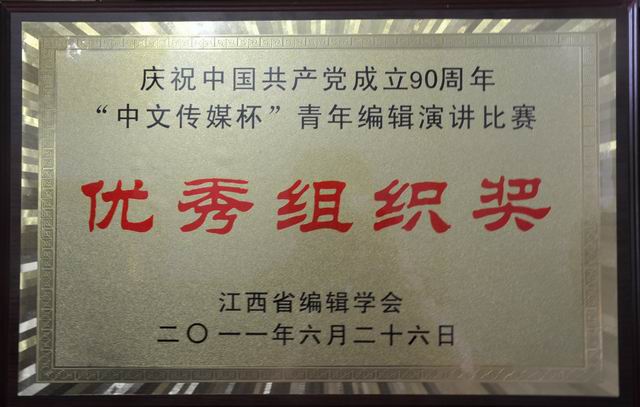 庆祝中国共产党成立90周年
“中文传媒杯”青年编辑演讲比赛
优秀组织奖
江西省编辑学会
二〇一一年六月二十六日